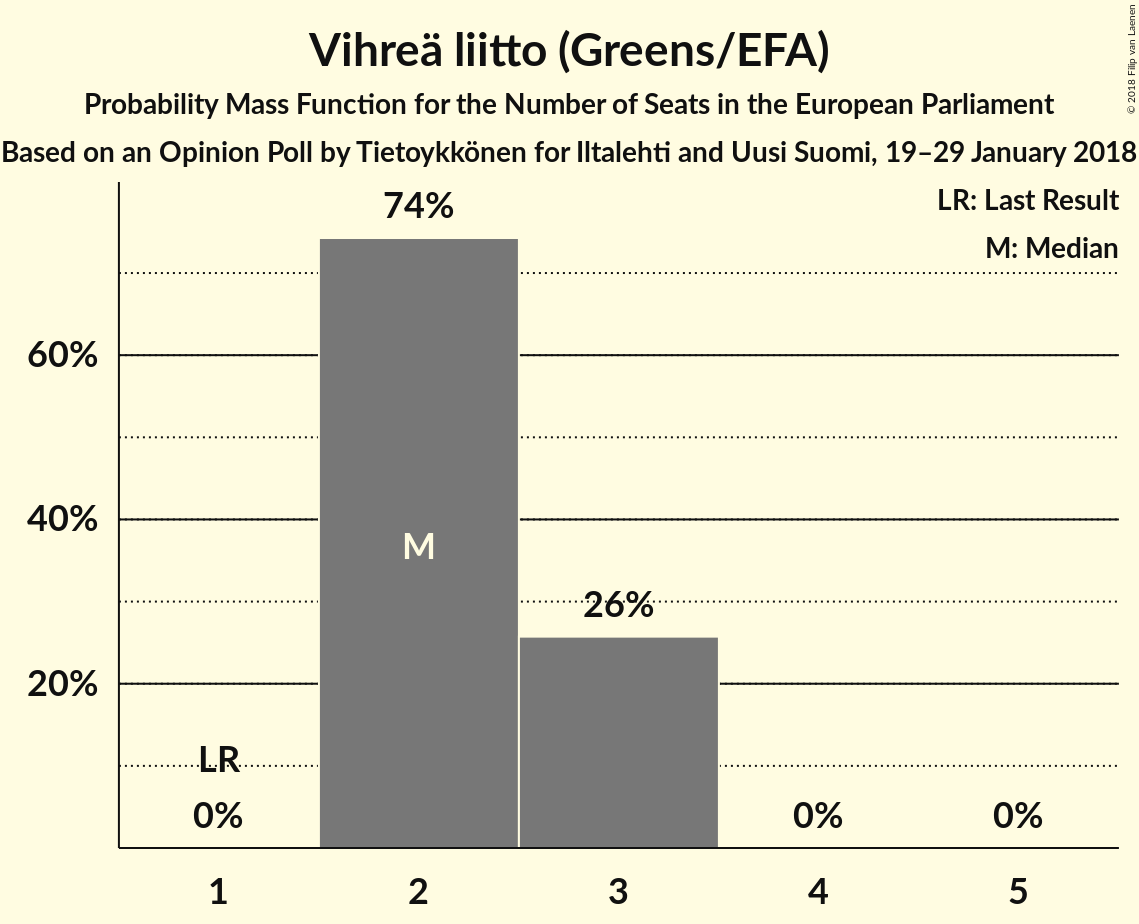 Vihreä liitto (Greens/EFA)
Probability Mass Function for the Number of Seats in the European Parliament
Based on an Opinion Poll by Tietoykkönen for Iltalehti and Uusi Suomi, 19–29 January 2018
© 2018 Filip van Laenen
LR: Last Result
M: Median
74%
60%
40%
M
26%
20%
LR
0%
0%
0%
1
2
3
4
5